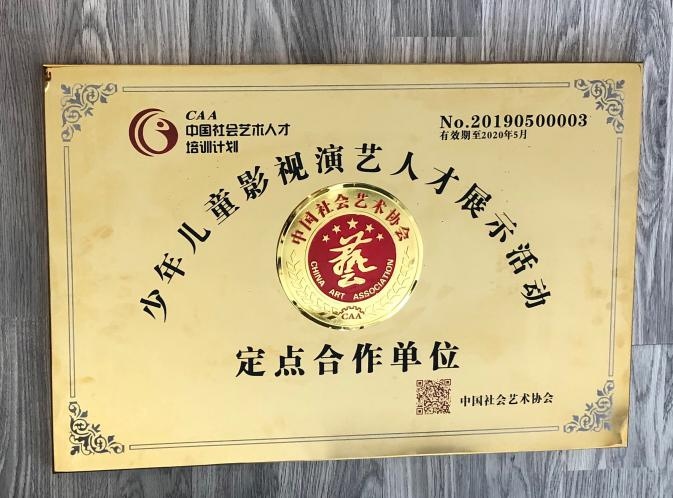 CAA
中国社会艺术人才
培训计划
No.20190500003
有效期至2020年5月
少年儿童影视演艺人才展示活动
中国社会艺术协会
藝
CHINA ART ASSOCIATION
CAA
定点合作单位
中国社会艺术协会